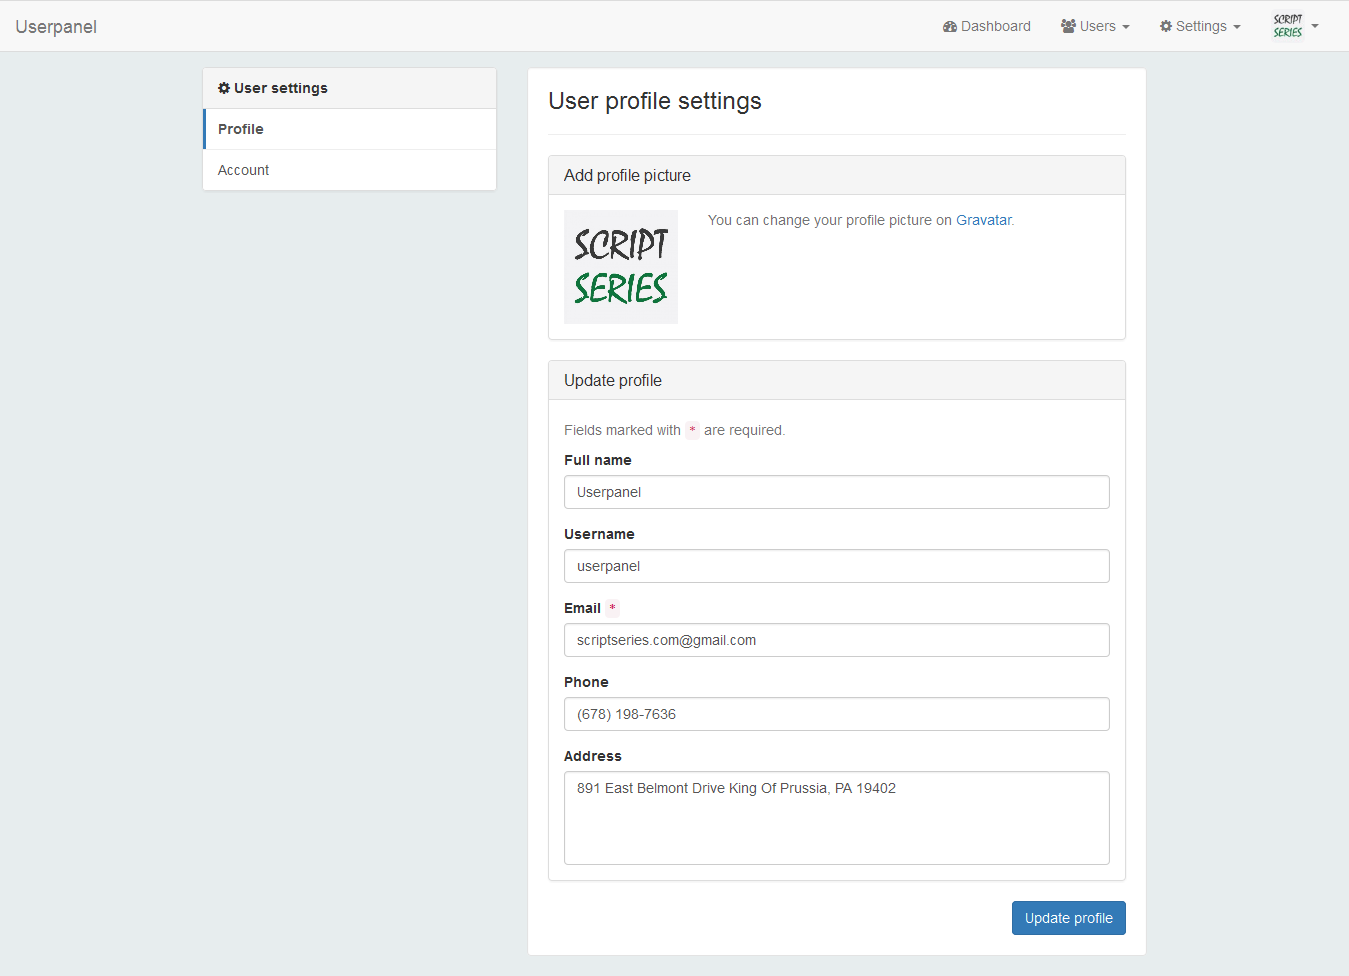 Userpanel
Dashboard
Users
Settings
SCRIPT
SERIES
User settings
Profile
Account
User profile settings
Add profile picture
SCRIPT
SERIES
You can change your profile picture on Gravatar.
Update profile
Fields marked with * are required.
Full name
Userpanel
Username
userpanel
Email *
scriptseries.com@gmail.com
Phone
(678) 198-7636
Address
891 East Belmont Drive King Of Prussia, PA 19402
Update profile